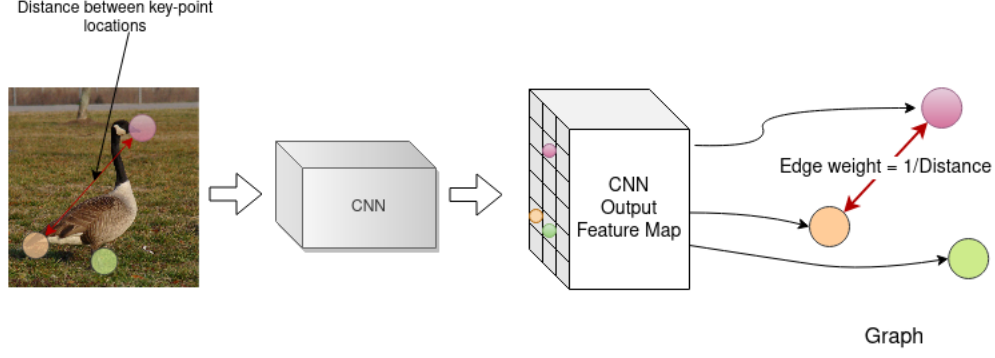 Distance between key-point
locations
CNN
CNN
Output
Feature Map
Edge weight = 1/Distance
Graph